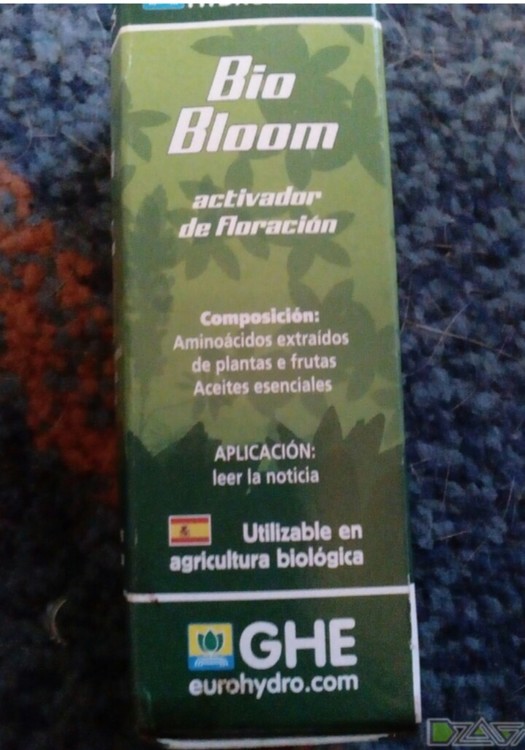 Bio
Bloom
activador
de floración
Composición:
Aminoácidos extraídos
de plantas e frutas
Aceites esenciales
APLICACIÓN:
leer la noticia
Utilizable en
agricultura biológica
GHE
eurohydro.com